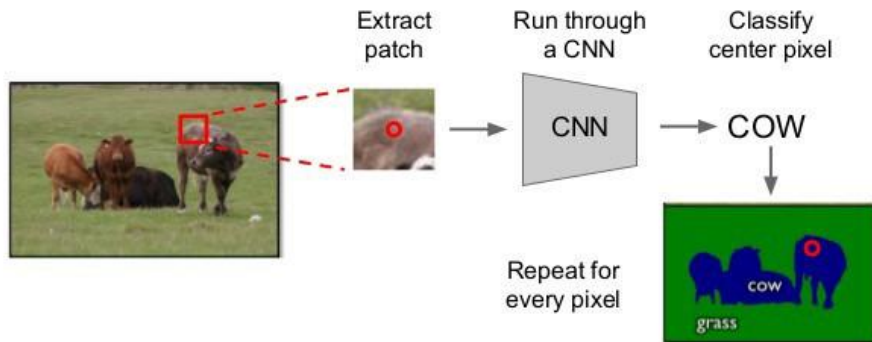 Extract
patch
Run through
a CNN
Classify
center pixel
CNN
COW
Repeat for
every pixel
cow
grass